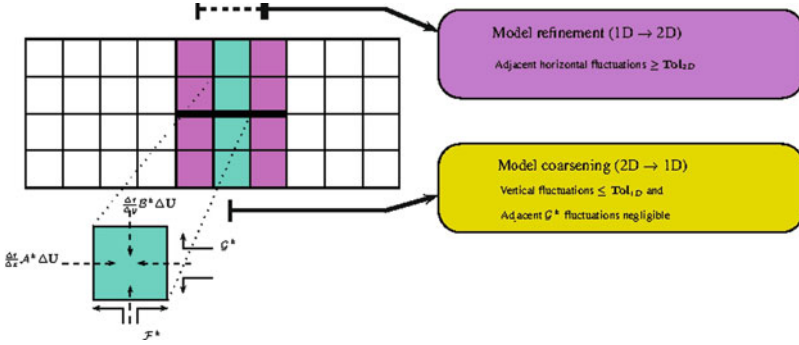 Model refinement (1D → 2D)
Adjacent horizontal fluctuations ≥ Tol₂D
Model coarsening (2D → 1D)
Vertical fluctuations ≤ Tol₁D and
Adjacent 𝒢* fluctuations negligible
Δt/Δy ℬ* ΔU
𝒢*
Δt/Δx 𝒜* ΔU
ℱ*